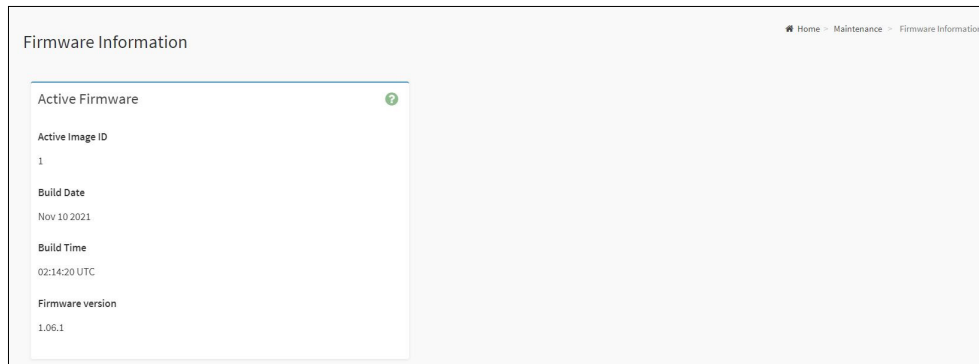 Home > Maintenance > Firmware Information
Firmware Information
Active Firmware
?
Active Image ID
1
Build Date
Nov 10 2021
Build Time
02:14:20 UTC
Firmware version
1.06.1